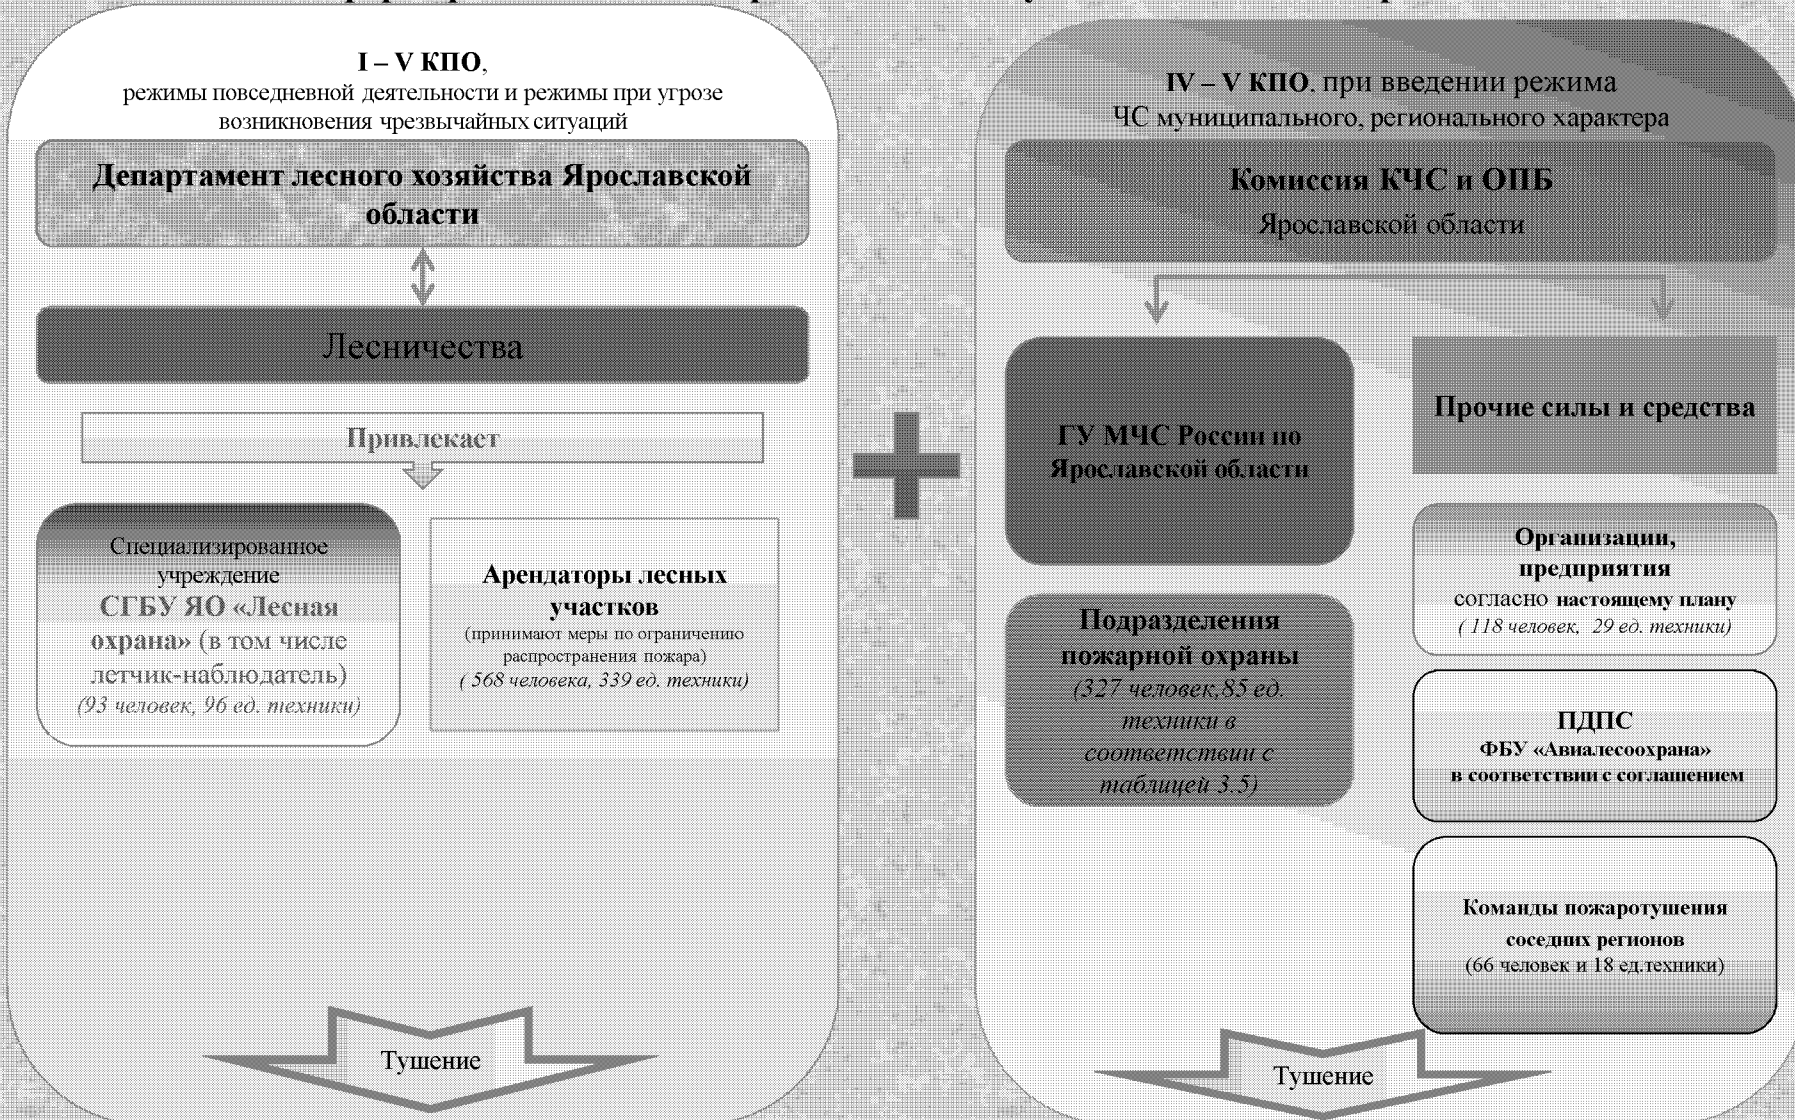 I – V КПО,
режимы повседневной деятельности и режимы при угрозе
возникновения чрезвычайных ситуаций
Департамент лесного хозяйства Ярославской
области
Лесничества
Привлекаст
Специализированное
учреждение
СГБУ ЯО «Лесная
охрана» (в том числе
летчик-наблюдатель)
(93 человек, 96 ед. техники)
Арендаторы лесных
участков
(принимают меры по ограничению
распространения пожара)
( 568 человека, 339 ед. техники)
Тушение
IV – V КПО, при введении режима
ЧС муниципального, регионального характера
Комиссия КЧС и ОПБ
Ярославской области
ГУ МЧС России по
Ярославской области
Подразделения
пожарной охраны
(327 человек,85 ед.
техники в
соответствии с
таблицей 3.5)
Прочие силы и средства
Организации,
предприятия
согласно настоящему плану
( 118 человек, 29 ед. техники)
ПДПС
ФБУ «Авиалесоохрана»
в соответствии с соглашением
Команды пожаротушения
соседних регионов
(66 человек и 18 ед.техники)
Тушение